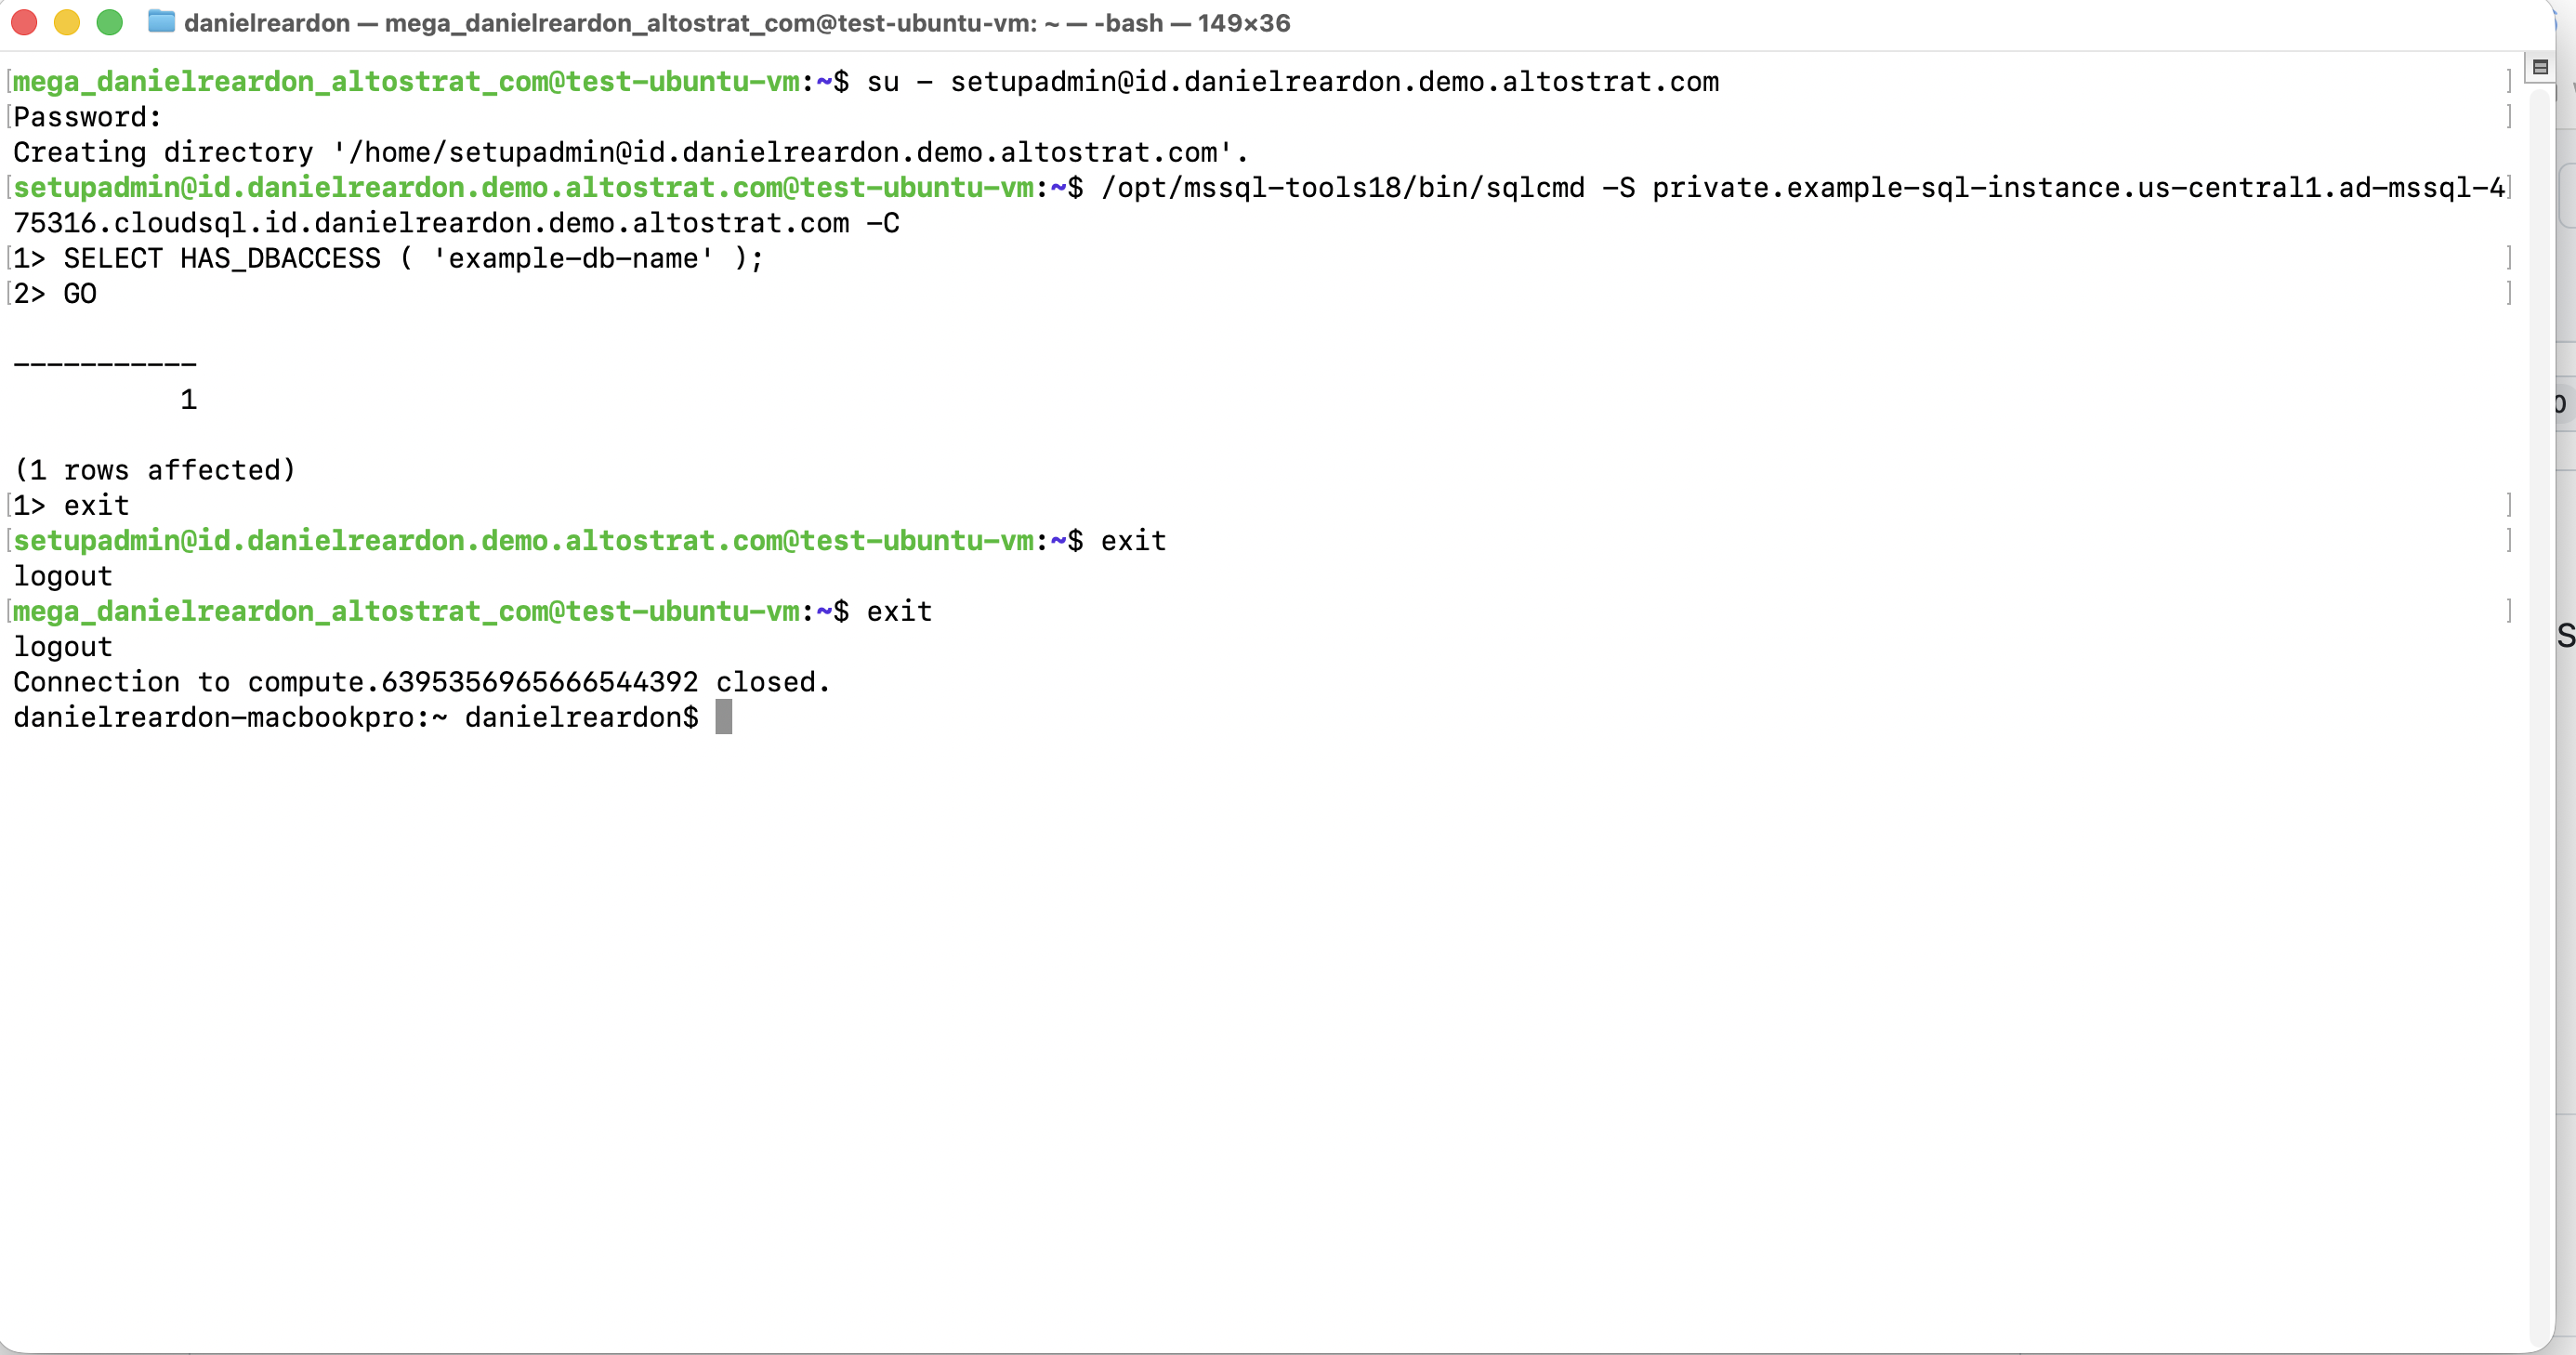 danielreardon — mega_danielreardon_altostrat_com@test-ubuntu-vm: ~ — -bash — 149×36
[mega_danielreardon_altostrat_com@test-ubuntu-vm:~$ su - setupadmin@id.danielreardon.demo.altostrat.com ]
[Password: ]
Creating directory '/home/setupadmin@id.danielreardon.demo.altostrat.com'.
[setupadmin@id.danielreardon.demo.altostrat.com@test-ubuntu-vm:~$ /opt/mssql-tools18/bin/sqlcmd -S private.example-sql-instance.us-central1.ad-mssql-4]
75316.cloudsql.id.danielreardon.demo.altostrat.com -C
[1> SELECT HAS_DBACCESS ( 'example-db-name' ); ]
[2> GO ]
-----------
1
(1 rows affected)
[1> exit ]
[setupadmin@id.danielreardon.demo.altostrat.com@test-ubuntu-vm:~$ exit ]
logout
[mega_danielreardon_altostrat_com@test-ubuntu-vm:~$ exit ]
logout
Connection to compute.6395356965666544392 closed.
danielreardon-macbookpro:~ danielreardon$